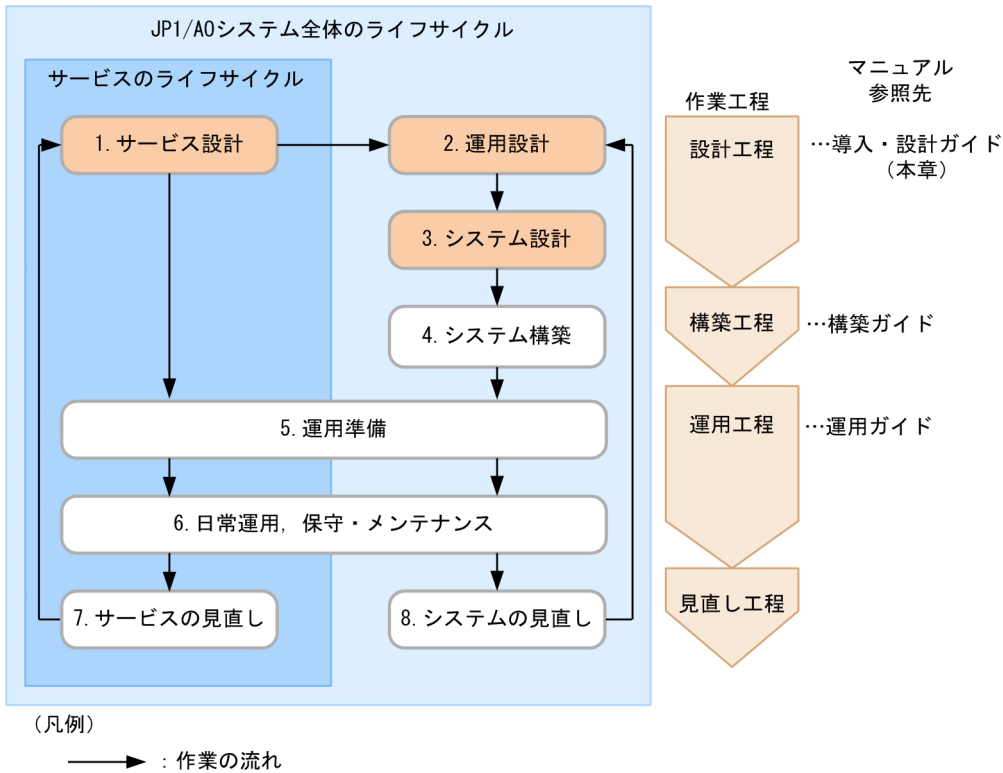 JP1/AOシステム全体のライフサイクル
サービスのライフサイクル
マニュアル
参照先
作業工程
1.サービス設計
2.運用設計
設計工程
…導入・設計ガイド
（本章）
3.システム設計
4.システム構築
構築工程
…構築ガイド
5.運用準備
運用工程
…運用ガイド
6.日常運用，保守・メンテナンス
7.サービスの見直し
8.システムの見直し
見直し工程
（凡例）
：作業の流れ